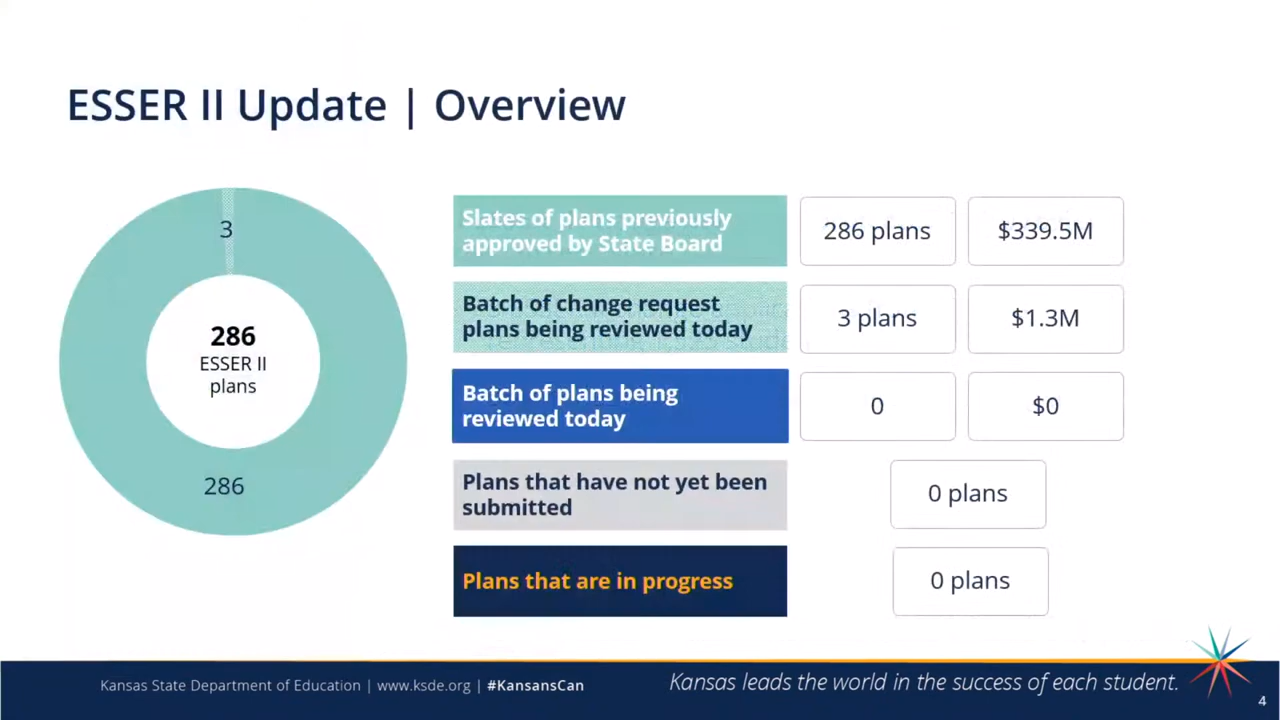 ESSER II Update | Overview
3
286
ESSER II
plans
286
Slates of plans previously
approved by State Board
286 plans
$339.5M
Batch of change request
plans being reviewed today
3 plans
$1.3M
Batch of plans being
reviewed today
0
$0
Plans that have not yet been
submitted
0 plans
Plans that are in progress
0 plans
Kansas State Department of Education | www.ksde.org | #KansansCan
Kansas leads the world in the success of each student.
4